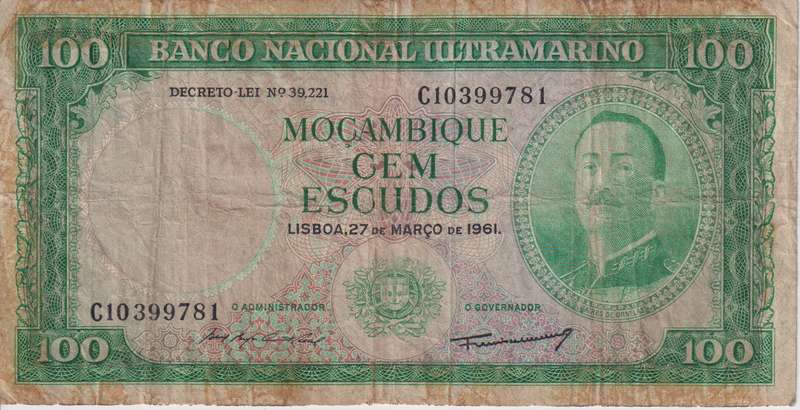 100 BANCO NACIONAL ULTRAMARINO 100
DECRETO-LEI Nº 39,221 C10399781
MOÇAMBIQUE
CEM
ESCUDOS
LISBOA, 27 DE MARÇO DE 1961.
C10399781 O ADMINISTRADOR O GOVERNADOR
100 100